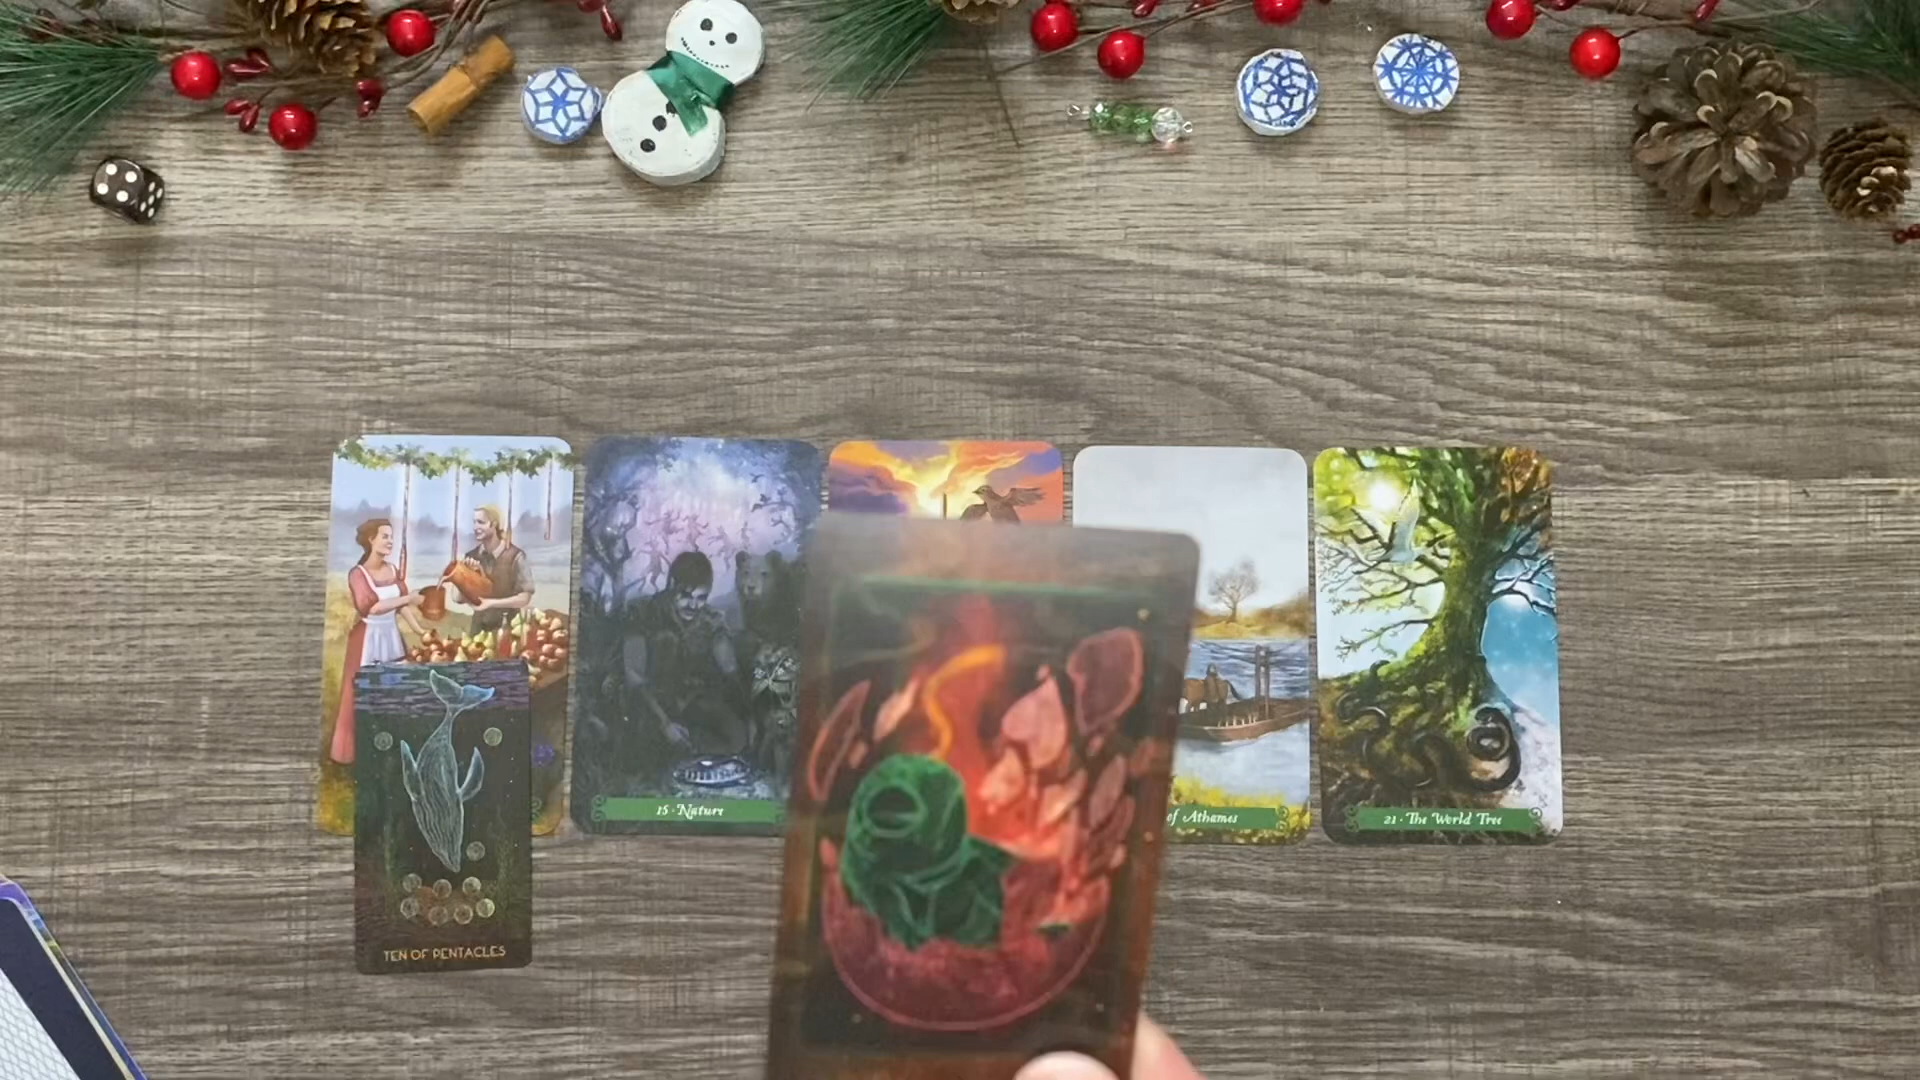 15 · Nature
of Athames
21 · The World Tree
TEN OF PENTACLES